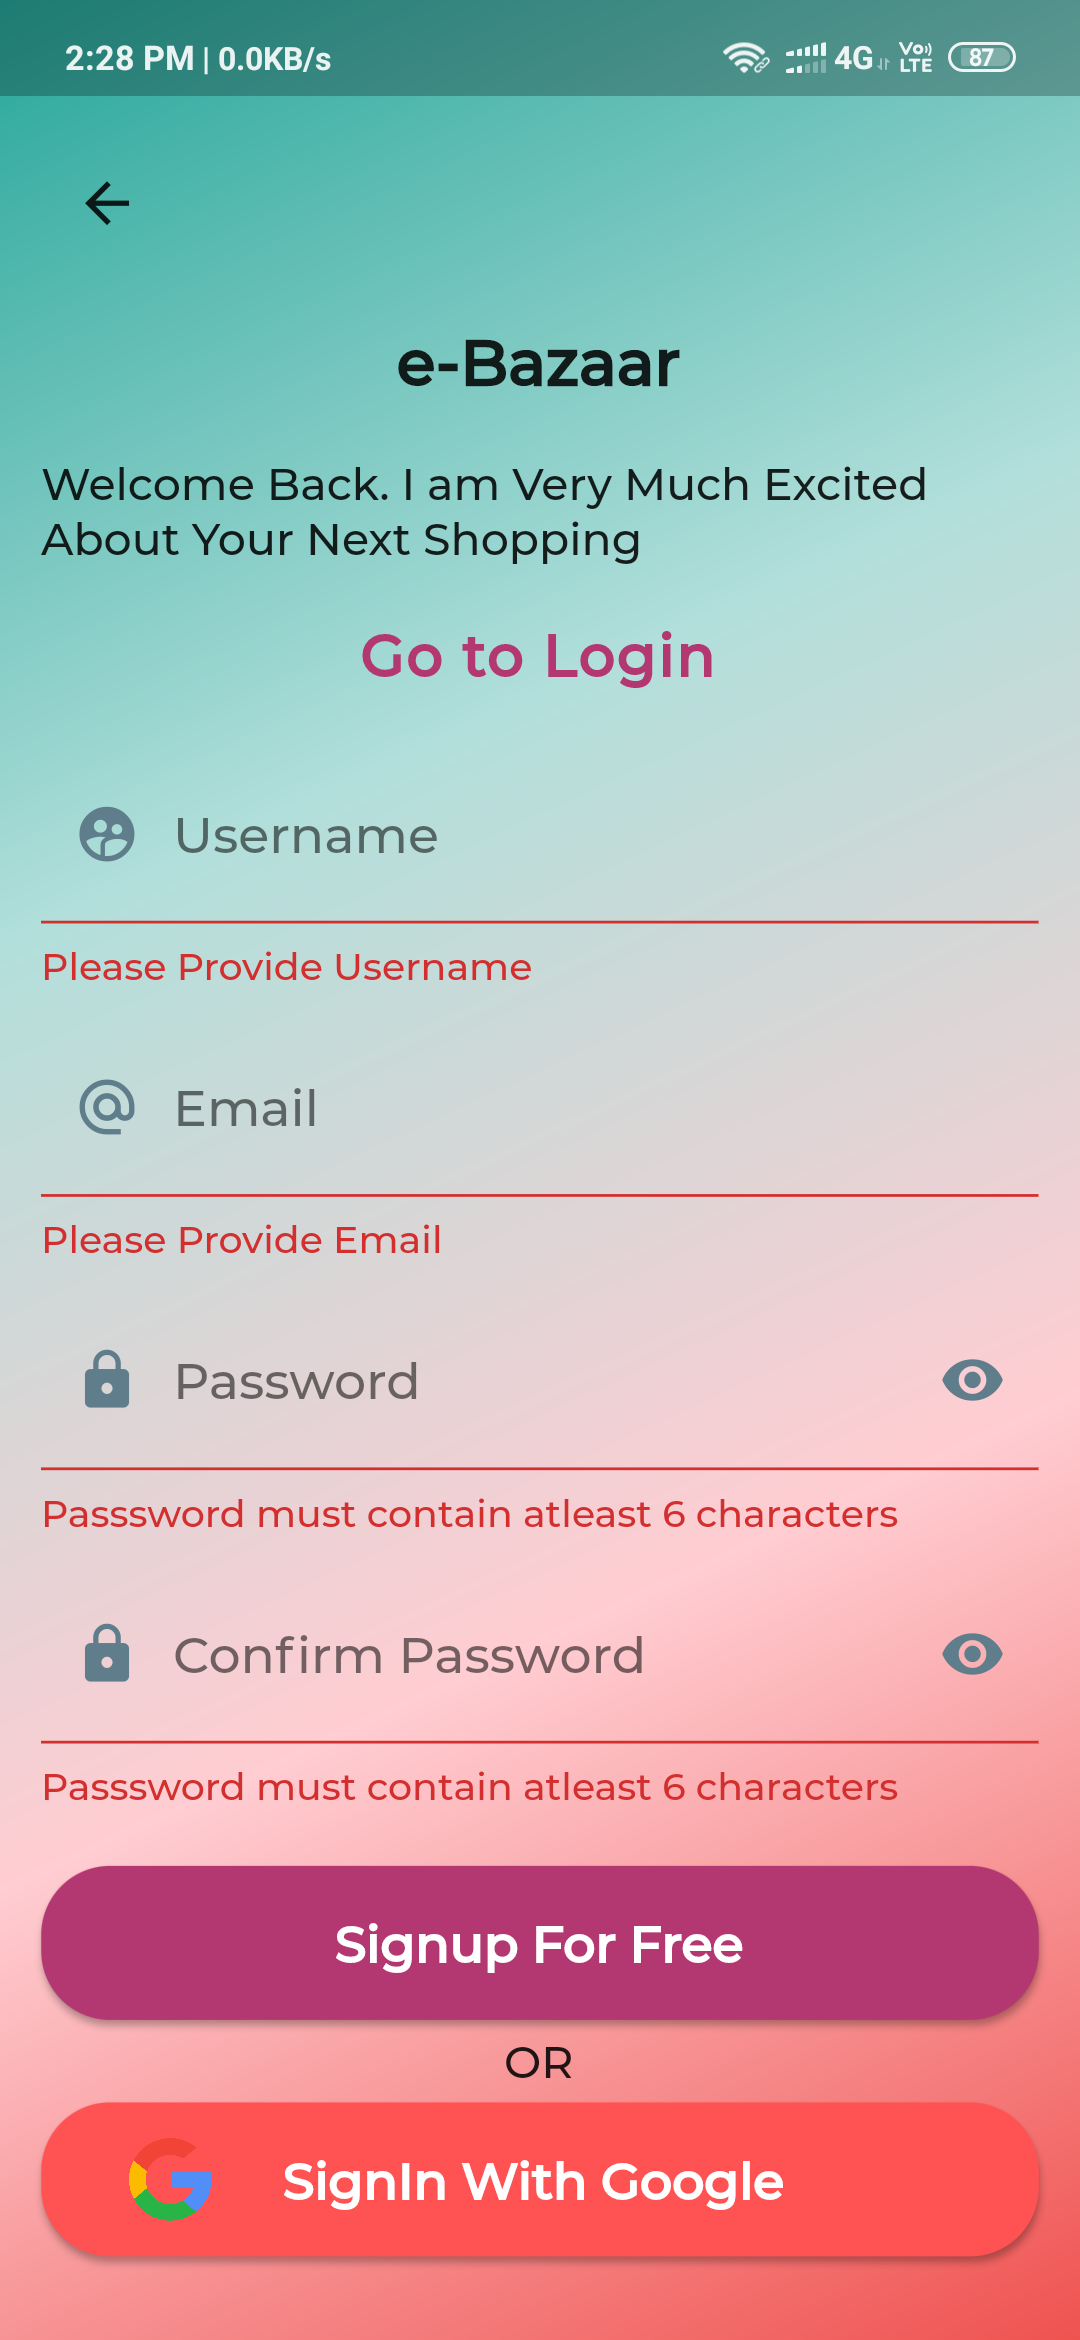 2:28 PM | 0.0KB/s 4G Vo)) LTE 87
e-Bazaar
Welcome Back. I am Very Much Excited
About Your Next Shopping
Go to Login
Username
Please Provide Username
Email
Please Provide Email
Password
Passsword must contain atleast 6 characters
Confirm Password
Passsword must contain atleast 6 characters
Signup For Free
OR
SignIn With Google